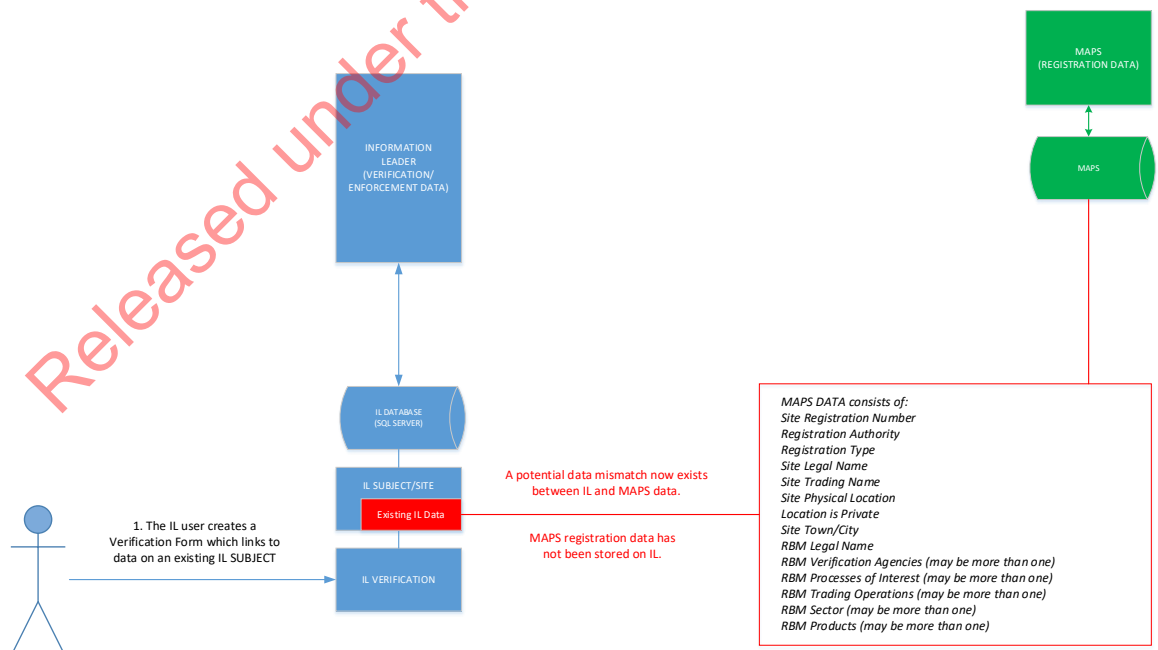 Released under t
MAPS
(REGISTRATION DATA)
INFORMATION
LEADER
(VERIFICATION/
ENFORCEMENT DATA)
MAPS
IL DATABASE
(SQL SERVER)
IL SUBJECT/SITE
Existing IL Data
A potential data mismatch now exists
between IL and MAPS data.
MAPS registration data has
not been stored on IL.
1. The IL user creates a
Verification Form which links to
data on an existing IL SUBJECT
IL VERIFICATION
MAPS DATA consists of:
Site Registration Number
Registration Authority
Registration Type
Site Legal Name
Site Trading Name
Site Physical Location
Location is Private
Site Town/City
RBM Legal Name
RBM Verification Agencies (may be more than one)
RBM Processes of Interest (may be more than one)
RBM Trading Operations (may be more than one)
RBM Sector (may be more than one)
RBM Products (may be more than one)